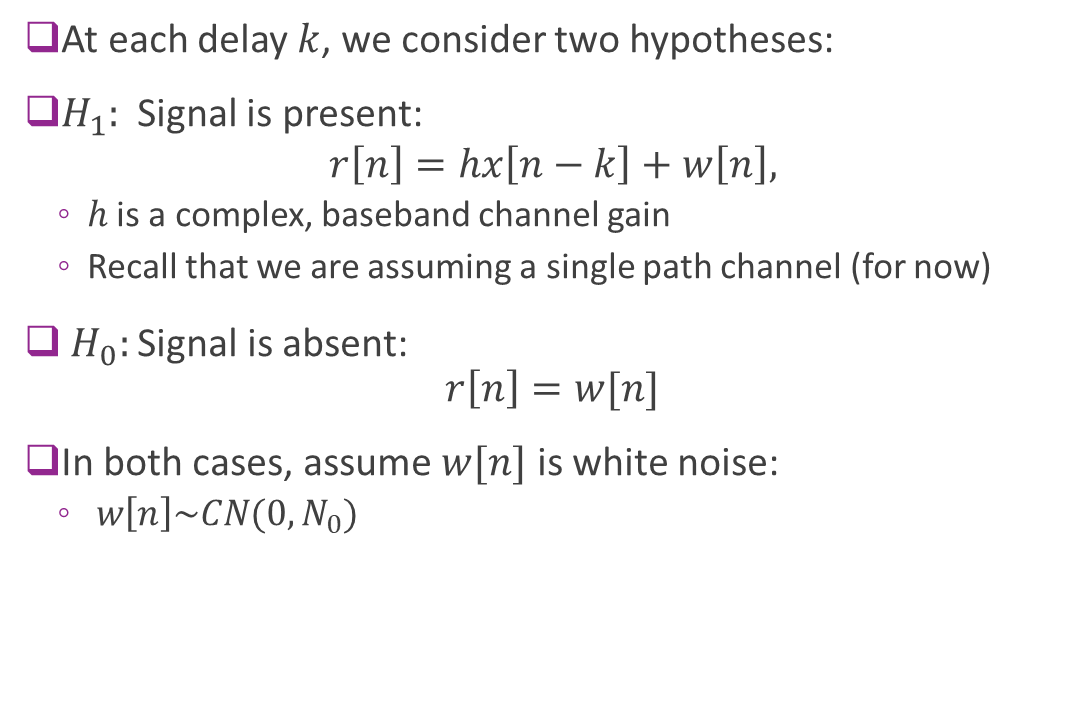 ❑At each delay 𝑘, we consider two hypotheses:
❑𝐻₁: Signal is present:
𝑟[𝑛] = ℎ𝑥[𝑛 − 𝑘] + 𝑤[𝑛],
◦ ℎ is a complex, baseband channel gain
◦ Recall that we are assuming a single path channel (for now)
❑ 𝐻₀: Signal is absent:
𝑟[𝑛] = 𝑤[𝑛]
❑In both cases, assume 𝑤[𝑛] is white noise:
◦ 𝑤[𝑛]~𝐶𝑁(0, 𝑁₀)